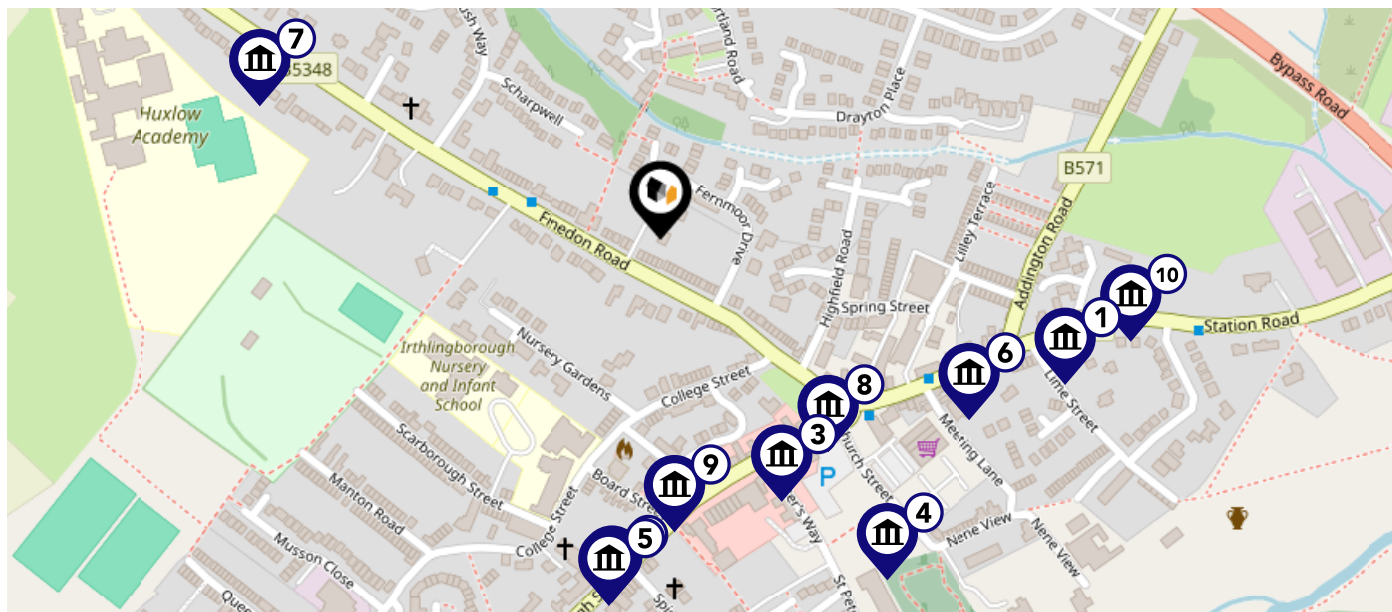 7
B5348
Huxlow
Academy
Scharpwell
Drayton Place
Bypass Road
B571
Fernmoor Drive
Finedon Road
Lilley Terrace
Addington Road
Highfield Road
Spring Street
10
1
Station Road
6
Irthlingborough
Nursery
and Infant
School
Nursery Gardens
College Street
8
Lime Street
3
Church Street
Meeting Lane
P
9
Scarborough Street
Board Street
Manton Road
College Street
4
5
Nene View
Nene View
Musson Close